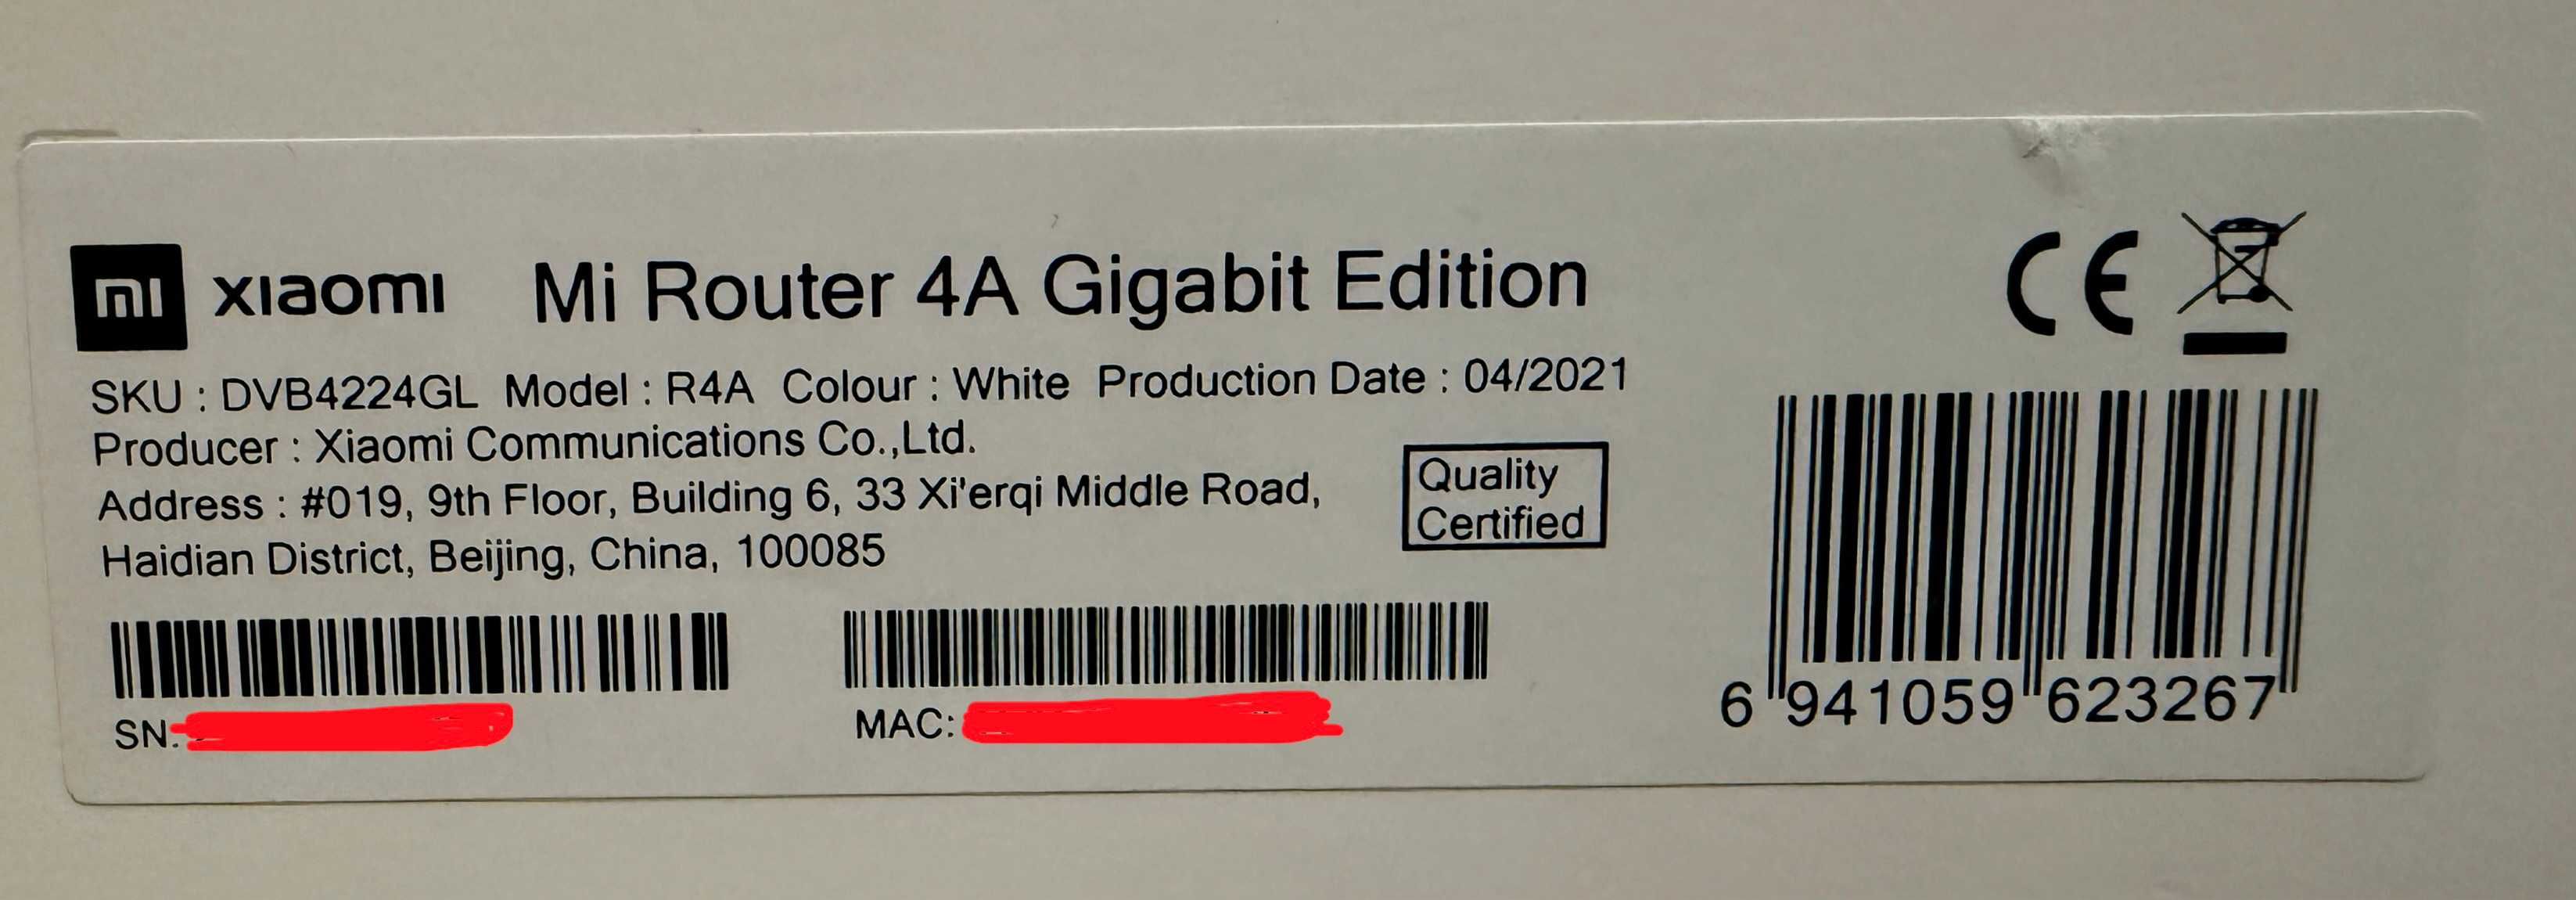 mi xiaomi Mi Router 4A Gigabit Edition CE
SKU : DVB4224GL Model : R4A Colour : White Production Date : 04/2021
Producer : Xiaomi Communications Co.,Ltd.
Address : #019, 9th Floor, Building 6, 33 Xi'erqi Middle Road,
Haidian District, Beijing, China, 100085
Quality
Certified
SN:
MAC:
6 941059 623267